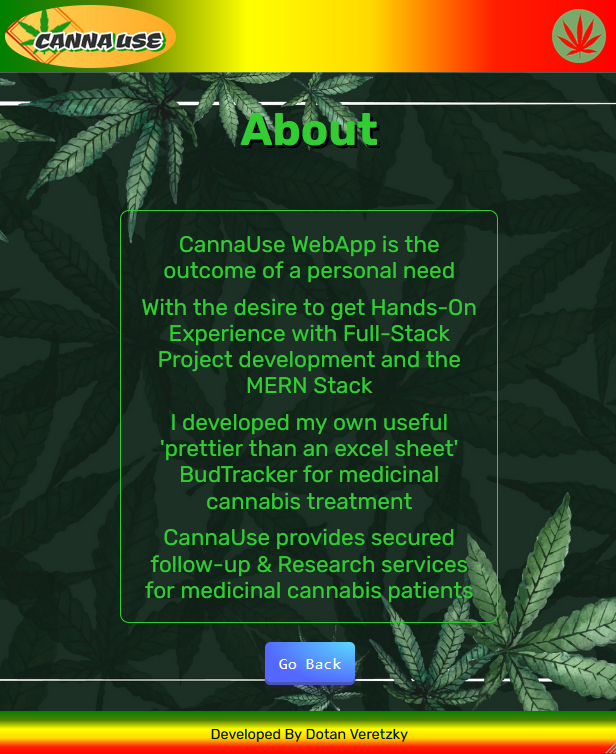 CANNA USE
About
CannaUse WebApp is the
outcome of a personal need
With the desire to get Hands-On
Experience with Full-Stack
Project development and the
MERN Stack
I developed my own useful
'prettier than an excel sheet'
BudTracker for medicinal
cannabis treatment
CannaUse provides secured
follow-up & Research services
for medicinal cannabis patients
Go Back
Developed By Dotan Veretzky